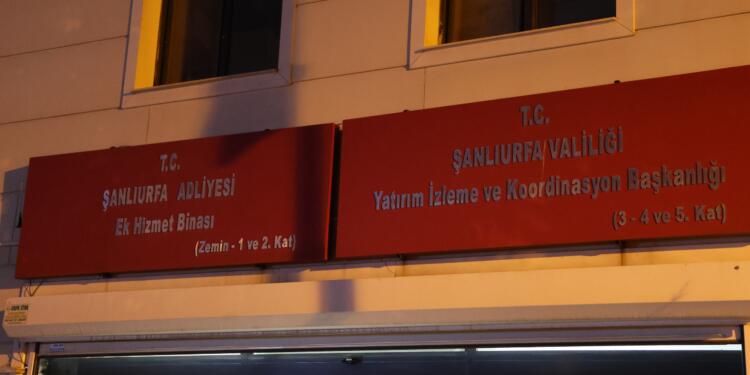 T.C.
ŞANLIURFA ADLİYESİ
Ek Hizmet Binası
(Zemin - 1 ve 2. Kat)
T.C.
ŞANLIURFA VALİLİĞİ
Yatırım İzleme ve Koordinasyon Başkanlığı
(3 - 4 ve 5. Kat)